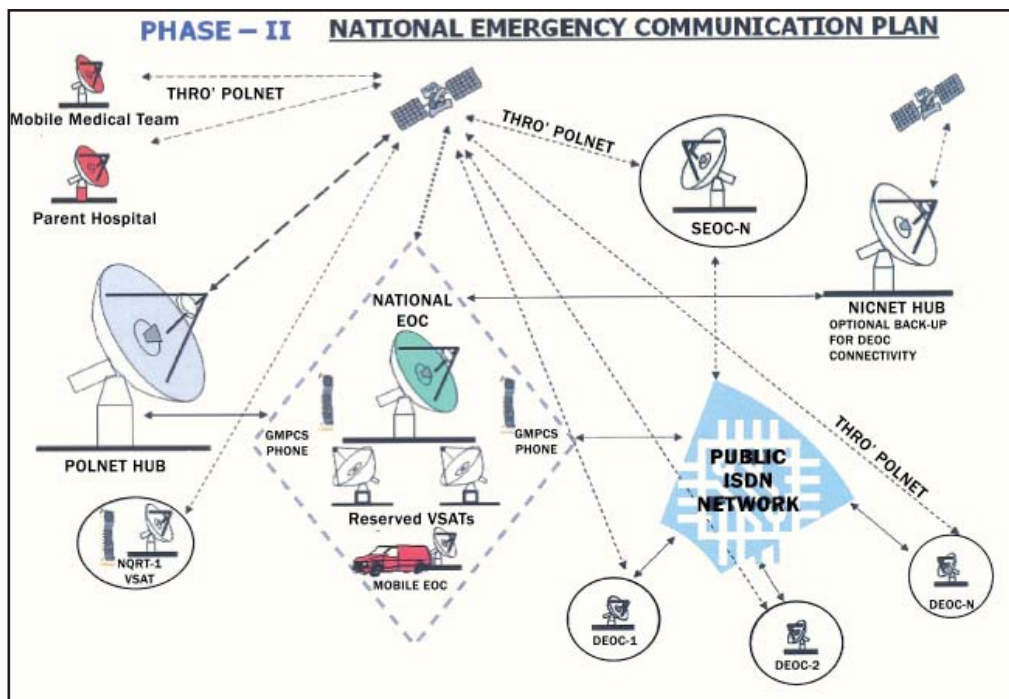 PHASE – II NATIONAL EMERGENCY COMMUNICATION PLAN
THRO' POLNET
Mobile Medical Team
Parent Hospital
THRO' POLNET
SEOC-N
NATIONAL
EOC
NICNET HUB
OPTIONAL BACK-UP
FOR DEOC
CONNECTIVITY
GMPCS
PHONE
GMPCS
PHONE
POLNET HUB
PUBLIC
ISDN
NETWORK
THRO' POLNET
Reserved VSATs
NQRT-1
VSAT
MOBILE EOC
DEOC-1
DEOC-2
DEOC-N